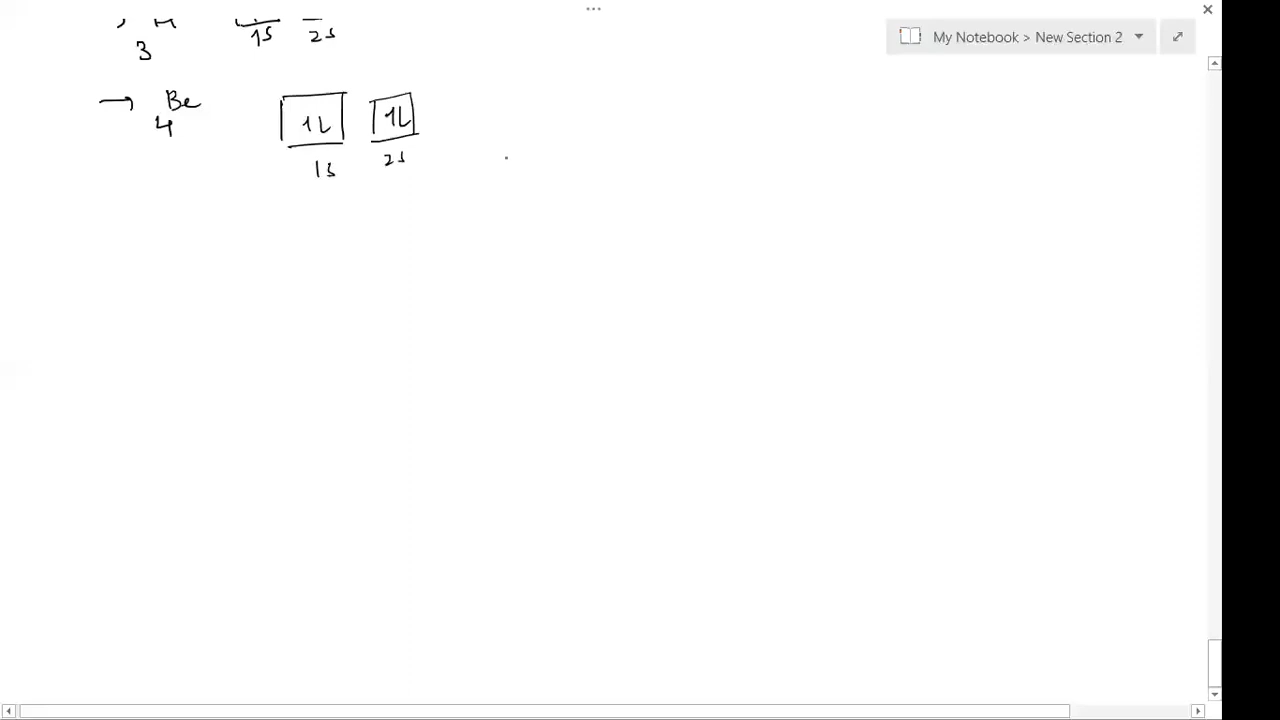 My Notebook > New Section 2
1s 2s
3
→ Be
4
1L 1L
1s 2s